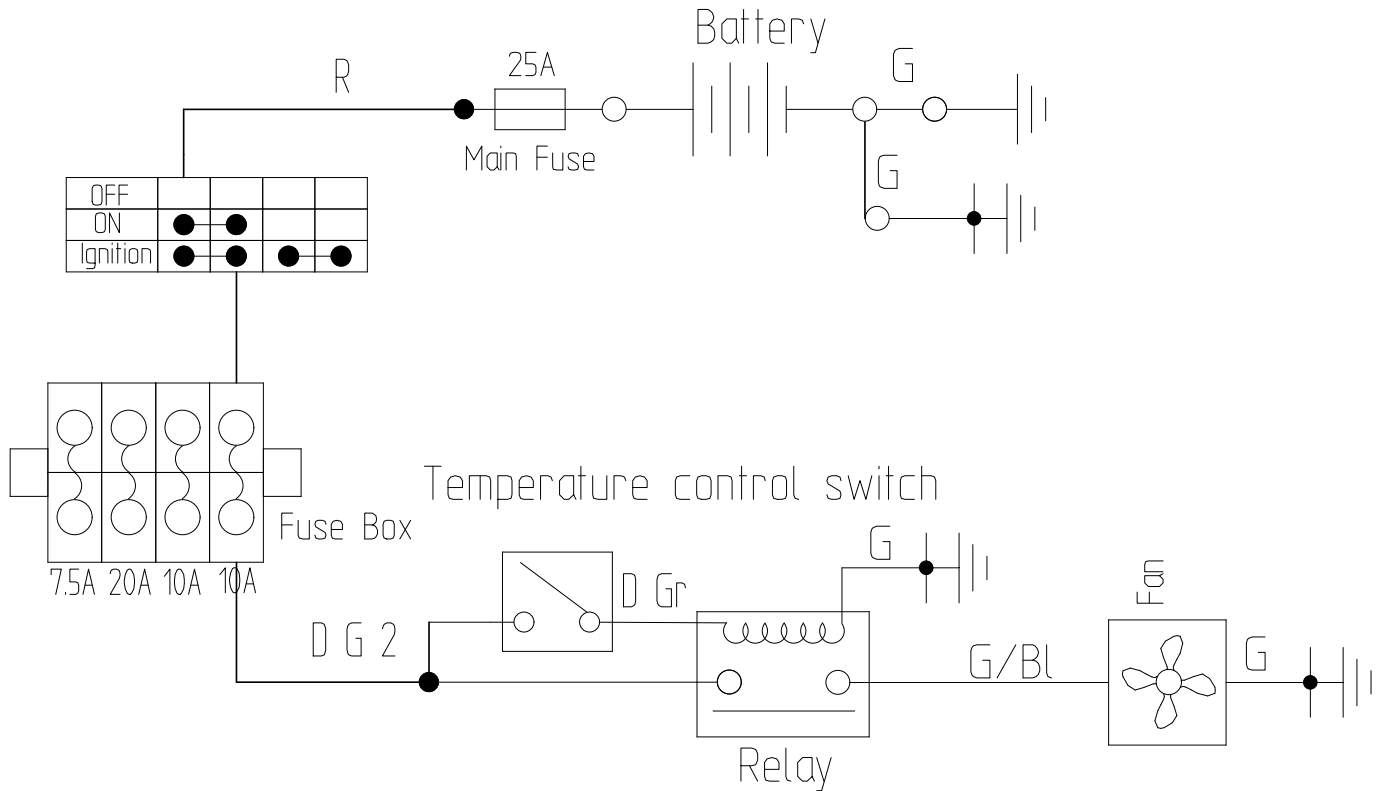 Battery
R
25A
G
Main Fuse
G
OFF
ON
Ignition
Temperature control switch
Fuse Box
7.5A 20A 10A 10A
G
D Gr
Fan
D G 2
G/Bl
G
Relay